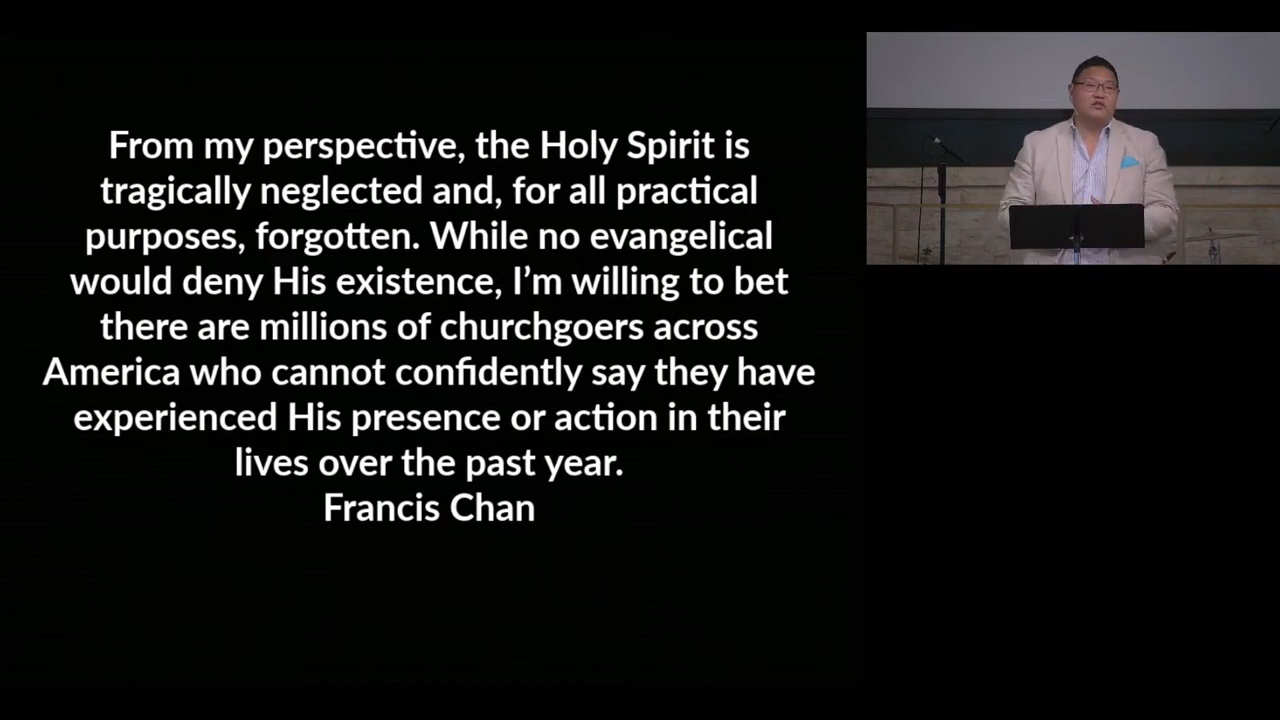 From my perspective, the Holy Spirit is
tragically neglected and, for all practical
purposes, forgotten. While no evangelical
would deny His existence, I’m willing to bet
there are millions of churchgoers across
America who cannot confidently say they have
experienced His presence or action in their
lives over the past year.
Francis Chan